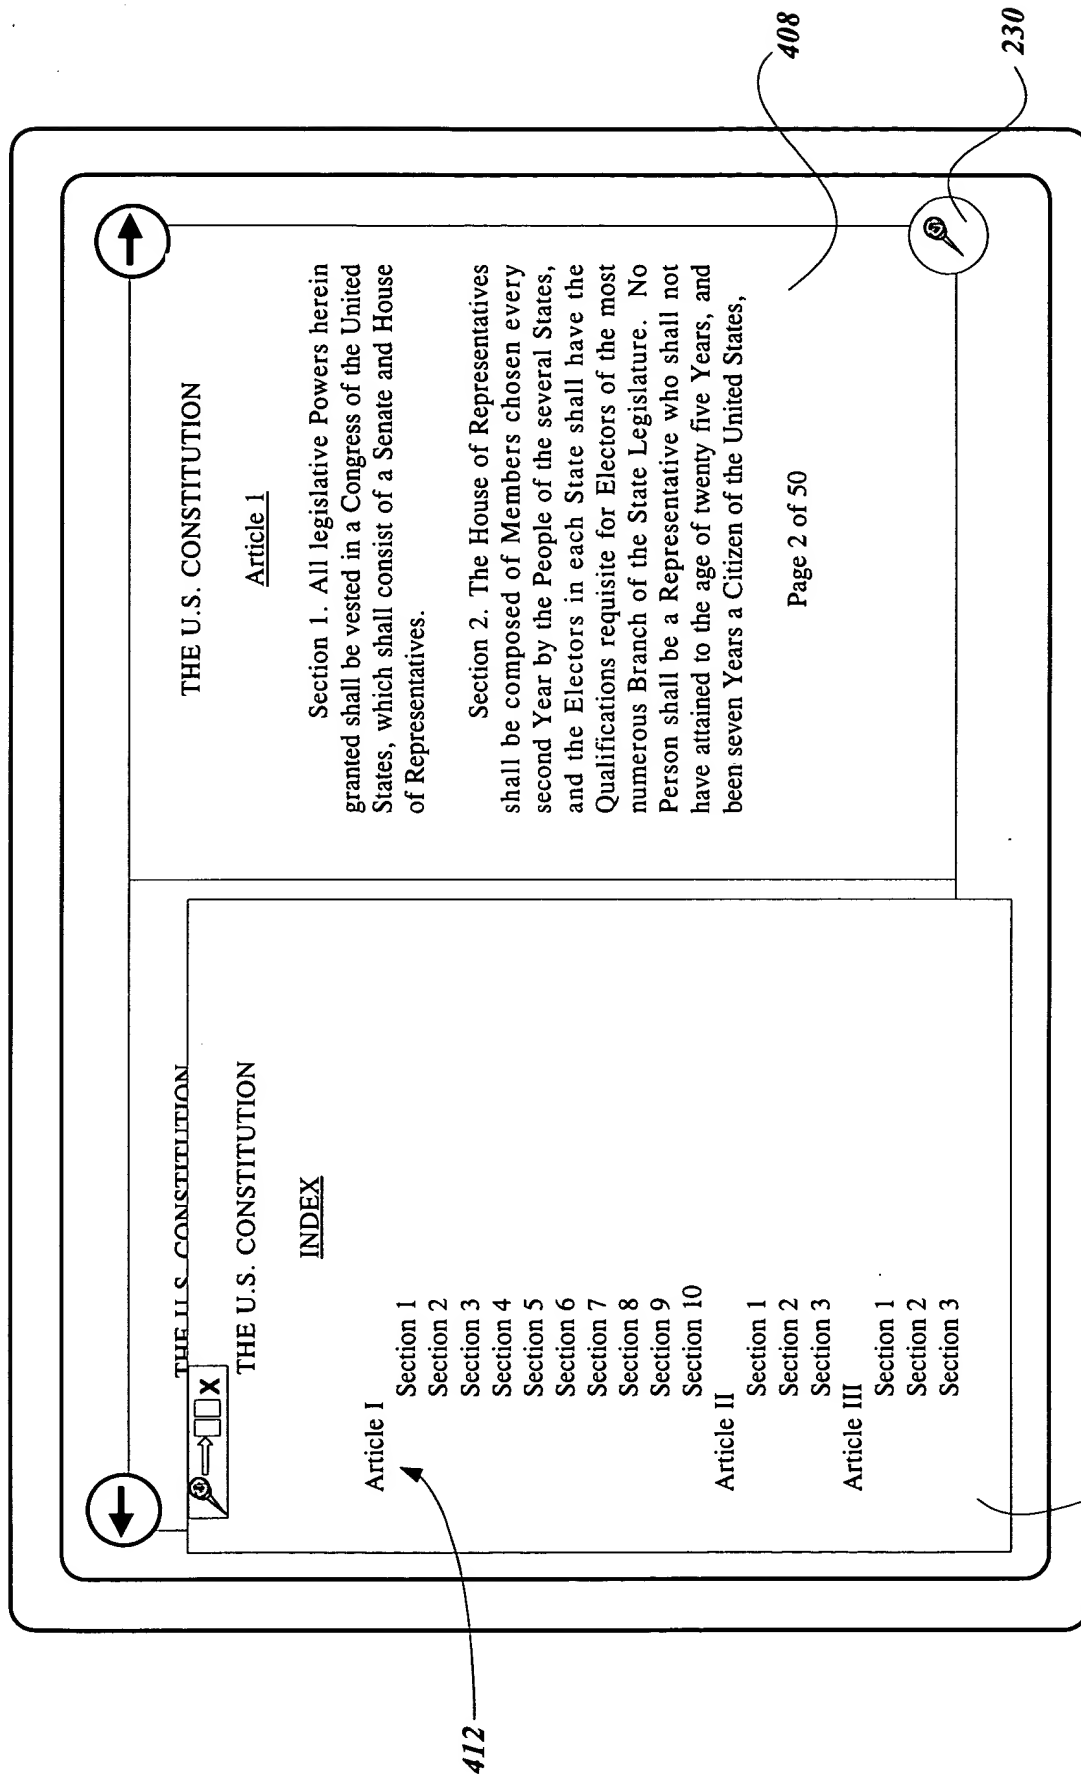 THE U.S. CONSTITUTION
X
THE U.S. CONSTITUTION
INDEX
Article I
Section 1
Section 2
Section 3
Section 4
Section 5
Section 6
Section 7
Section 8
Section 9
Section 10
Article II
Section 1
Section 2
Section 3
Article III
Section 1
Section 2
Section 3
412
THE U.S. CONSTITUTION
Article 1
Section 1. All legislative Powers herein
granted shall be vested in a Congress of the United
States, which shall consist of a Senate and House
of Representatives.
Section 2. The House of Representatives
shall be composed of Members chosen every
second Year by the People of the several States,
and the Electors in each State shall have the
Qualifications requisite for Electors of the most
numerous Branch of the State Legislature. No
Person shall be a Representative who shall not
have attained to the age of twenty five Years, and
been seven Years a Citizen of the United States,
Page 2 of 50
408
230